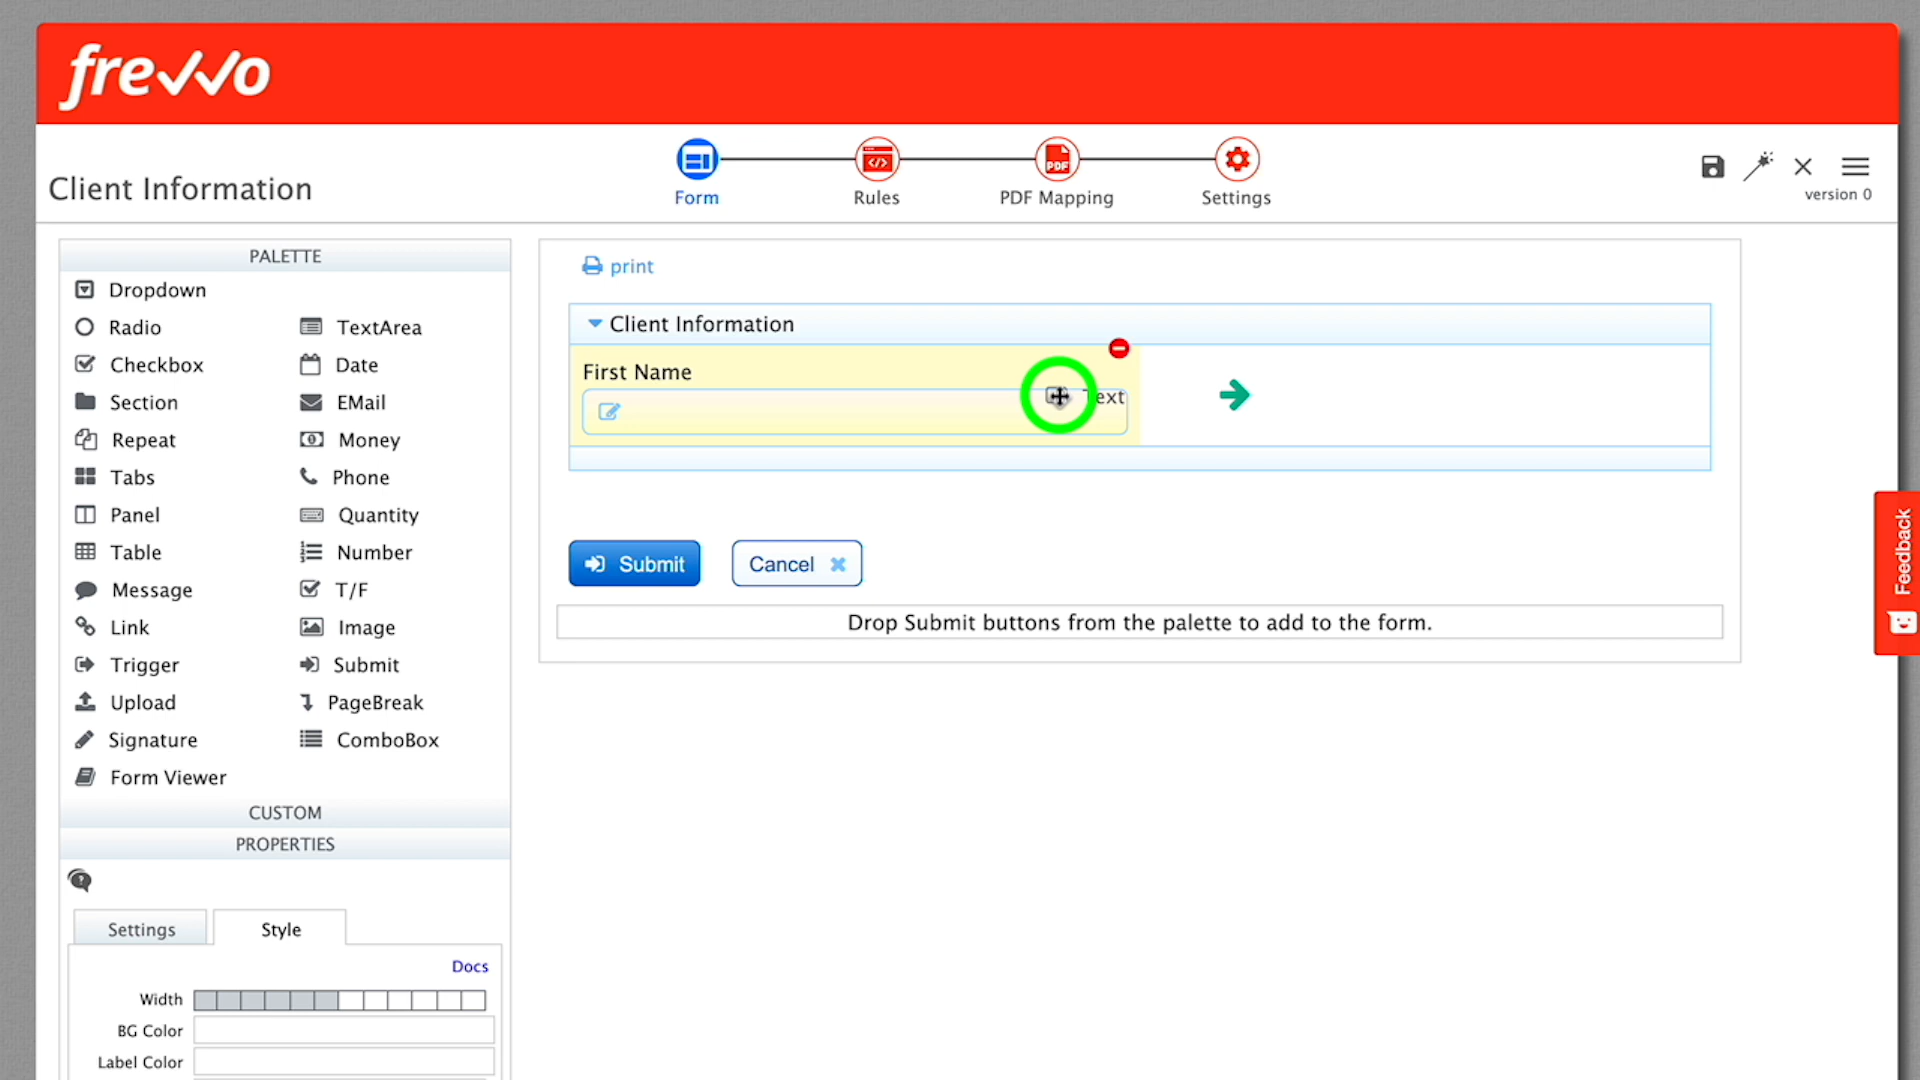 frevvo
Client Information
Form
Rules
PDF
PDF Mapping
Settings
version 0
PALETTE
Dropdown
Radio
TextArea
Checkbox
Date
Section
EMail
Repeat
Money
Tabs
Phone
Panel
Quantity
Table
Number
Message
T/F
Link
Image
Trigger
Submit
Upload
PageBreak
Signature
ComboBox
Form Viewer
CUSTOM
PROPERTIES
Settings
Style
Docs
Width
BG Color
Label Color
print
Client Information
First Name
Text
Submit
Cancel
Drop Submit buttons from the palette to add to the form.
Feedback